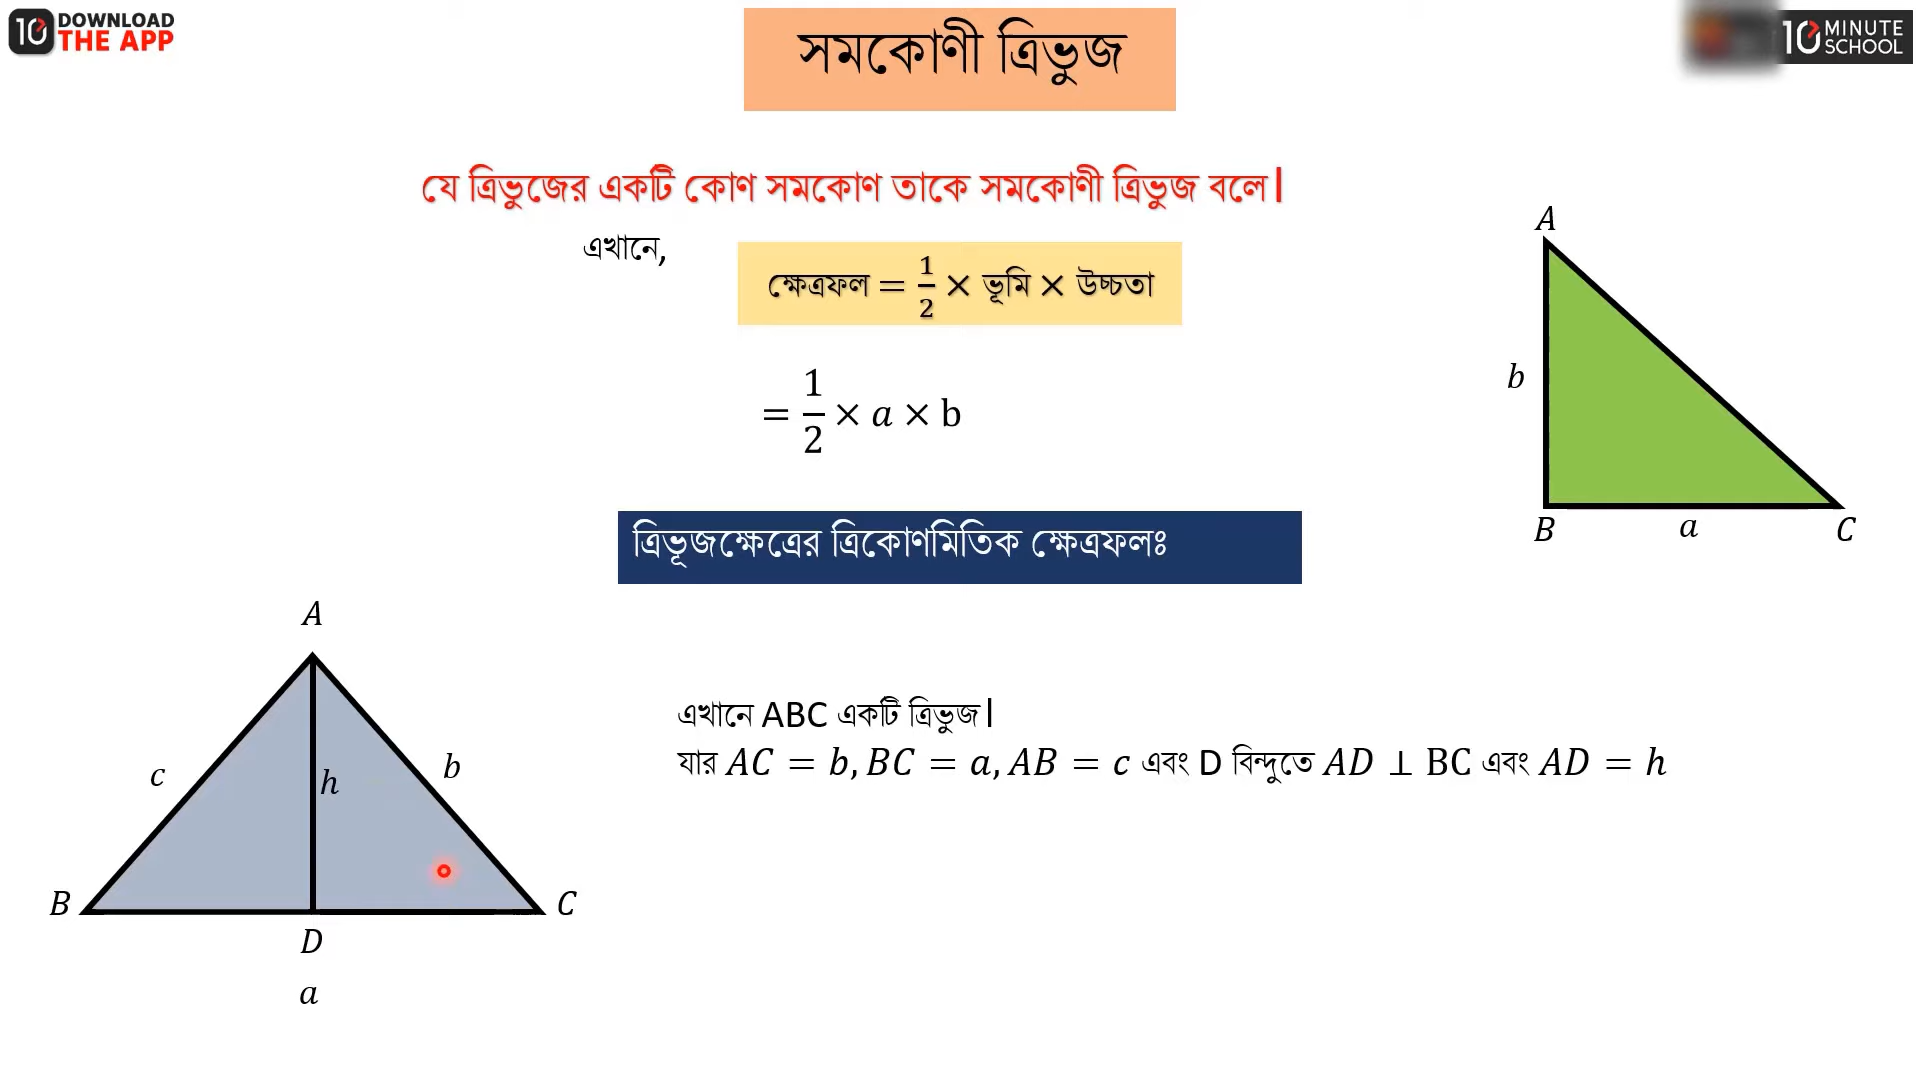 10 DOWNLOAD THE APP
10 MINUTE SCHOOL
সমকোণী ত্রিভুজ
যে ত্রিভুজের একটি কোণ সমকোণ তাকে সমকোণী ত্রিভুজ বলে।
এখানে,
ক্ষেত্রফল = 1/2 × ভূমি × উচ্চতা
= 1/2 × a × b
A
b
B
a
C
ত্রিভূজক্ষেত্রের ত্রিকোণমিতিক ক্ষেত্রফলঃ
A
c
h
b
B
C
D
a
এখানে ABC একটি ত্রিভুজ।
যার AC = b, BC = a, AB = c এবং D বিন্দুতে AD ⊥ BC এবং AD = h